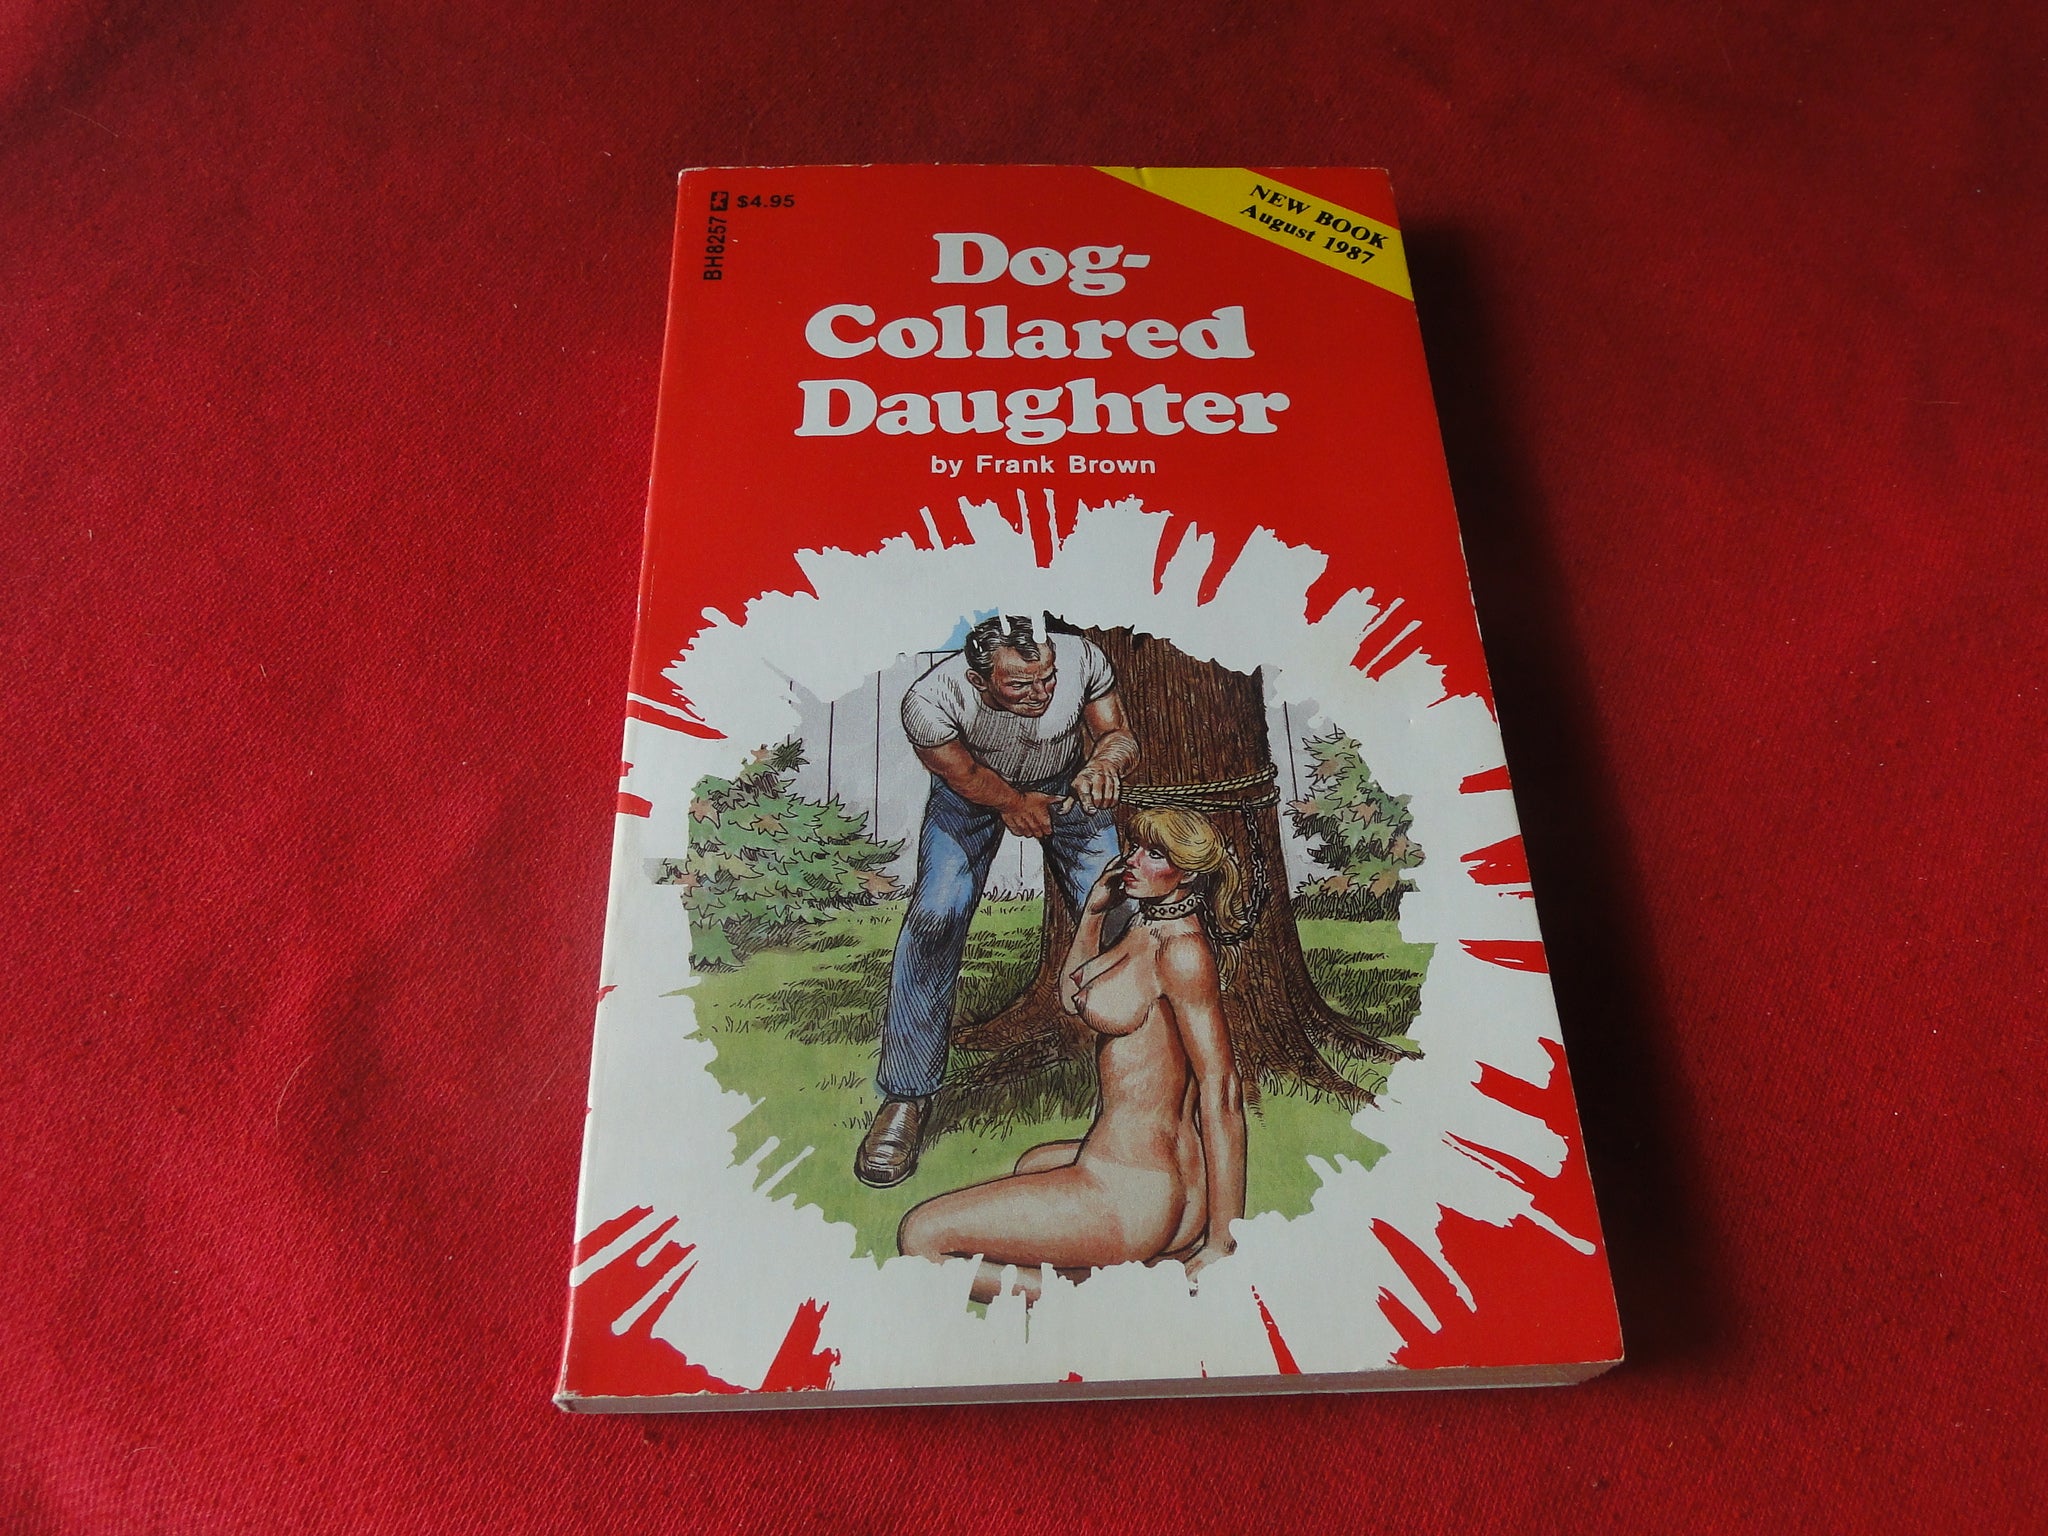 BH8257
$4.95
NEW BOOK
August 1987
Dog-
Collared
Daughter
by Frank Brown